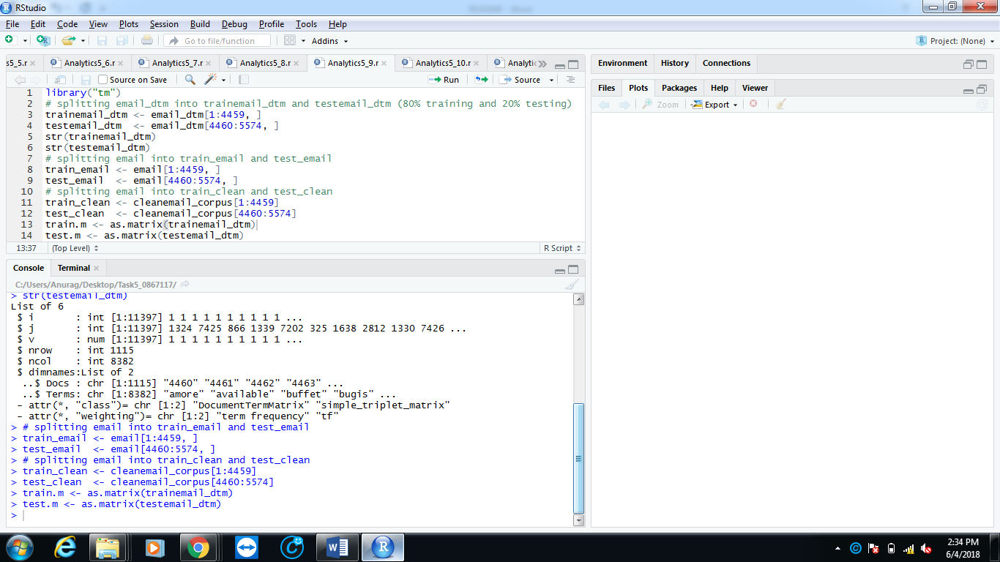 RStudio
File Edit Code View Plots Session Build Debug Profile Tools Help
Go to file/function Addins Project: (None)
s5_5.r Analytics5_6.r Analytics5_7.r Analytics5_8.r Analytics5_9.r Analytics5_10.r Analytic
Source on Save Run Source
1 library("tm")
2 # splitting email_dtm into trainemail_dtm and testemail_dtm (80% training and 20% testing)
3 trainemail_dtm <- email_dtm[1:4459, ]
4 testemail_dtm  <- email_dtm[4460:5574, ]
5 str(trainemail_dtm)
6 str(testemail_dtm)
7 # splitting email into train_email and test_email
8 train_email <- email[1:4459, ]
9 test_email  <- email[4460:5574, ]
10 # splitting email into train_clean and test_clean
11 train_clean <- cleanemail_corpus[1:4459]
12 test_clean  <- cleanemail_corpus[4460:5574]
13 train.m <- as.matrix(trainemail_dtm)
14 test.m <- as.matrix(testemail_dtm)
13:37 (Top Level) R Script
Console Terminal
C:/Users/Anurag/Desktop/Task5_0867117/
> str(testemail_dtm)
List of 6
 $ i       : int [1:11397] 1 1 1 1 1 1 1 1 1 1 ...
 $ j       : int [1:11397] 1324 7425 866 1339 7202 325 1638 2812 1330 7426 ...
 $ v       : num [1:11397] 1 1 1 1 1 1 1 1 1 1 ...
 $ nrow    : int 1115
 $ ncol    : int 8382
 $ dimnames:List of 2
  ..$ Docs : chr [1:1115] "4460" "4461" "4462" "4463" ...
  ..$ Terms: chr [1:8382] "amore" "available" "buffet" "bugis" ...
 - attr(*, "class")= chr [1:2] "DocumentTermMatrix" "simple_triplet_matrix"
 - attr(*, "weighting")= chr [1:2] "term frequency" "tf"
> # splitting email into train_email and test_email
> train_email <- email[1:4459, ]
> test_email  <- email[4460:5574, ]
> # splitting email into train_clean and test_clean
> train_clean <- cleanemail_corpus[1:4459]
> test_clean  <- cleanemail_corpus[4460:5574]
> train.m <- as.matrix(trainemail_dtm)
> test.m <- as.matrix(testemail_dtm)
>
Environment History Connections
Files Plots Packages Help Viewer
Zoom Export
2:34 PM
6/4/2018